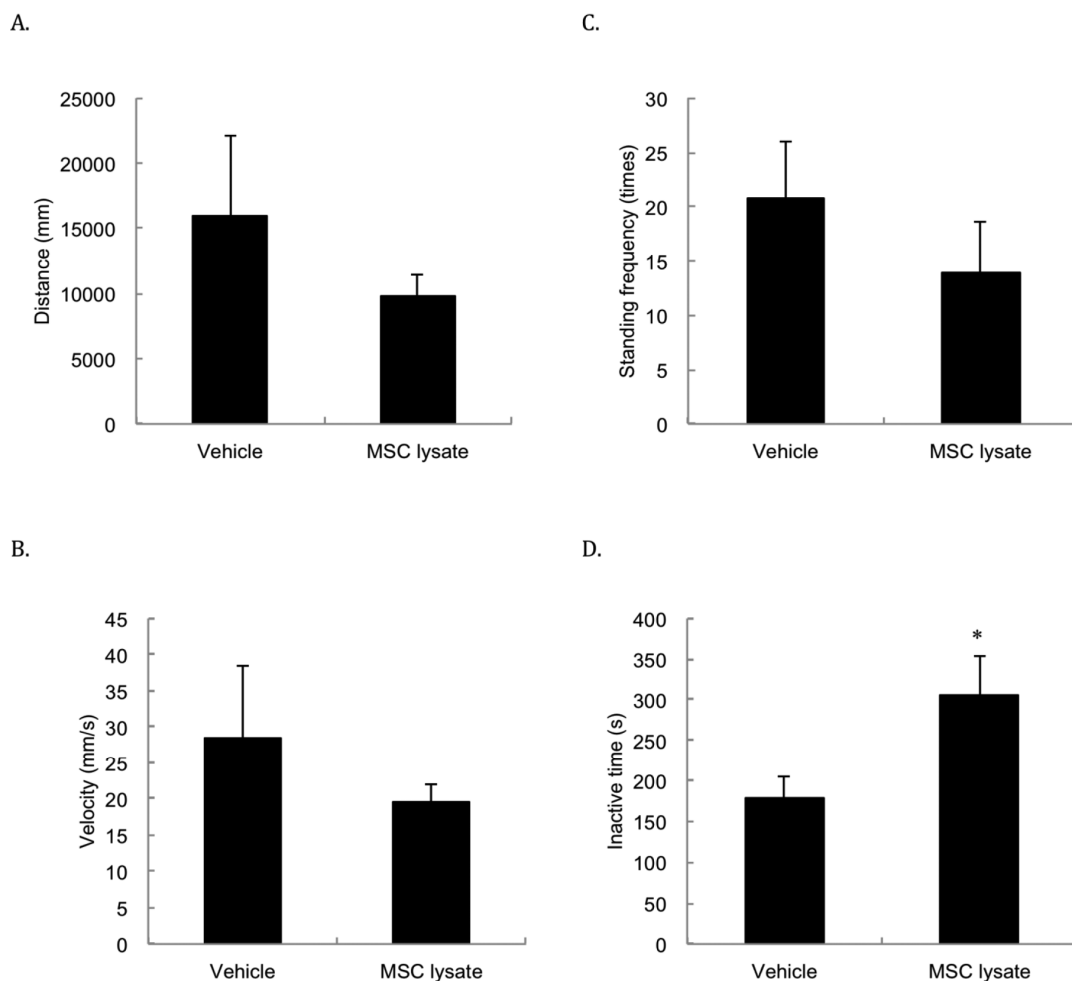 A.
25000
20000
15000
10000
5000
0
Distance (mm)
Vehicle MSC lysate
C.
30
25
20
15
10
5
0
Standing frequency (times)
Vehicle MSC lysate
B.
45
40
35
30
25
20
15
10
5
0
Velocity (mm/s)
Vehicle MSC lysate
D.
400
350
300
250
200
150
100
50
0
Inactive time (s)
*
Vehicle MSC lysate